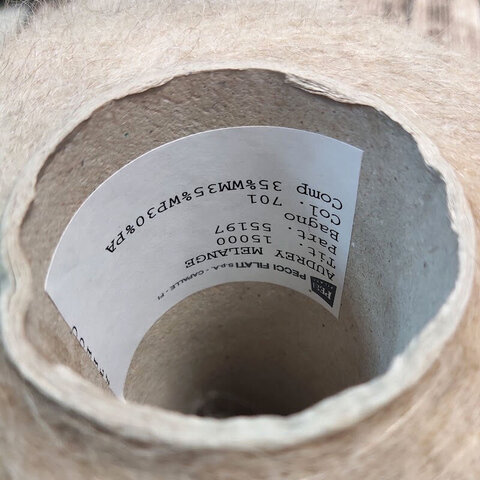 PECCI FILATI S.P.A. - CAPALLE - FI
AUDREY MELANGE
Tit. 15000
Part. 55197
Bagno
Col. 701
Comp 35%WM35%WP30%PA